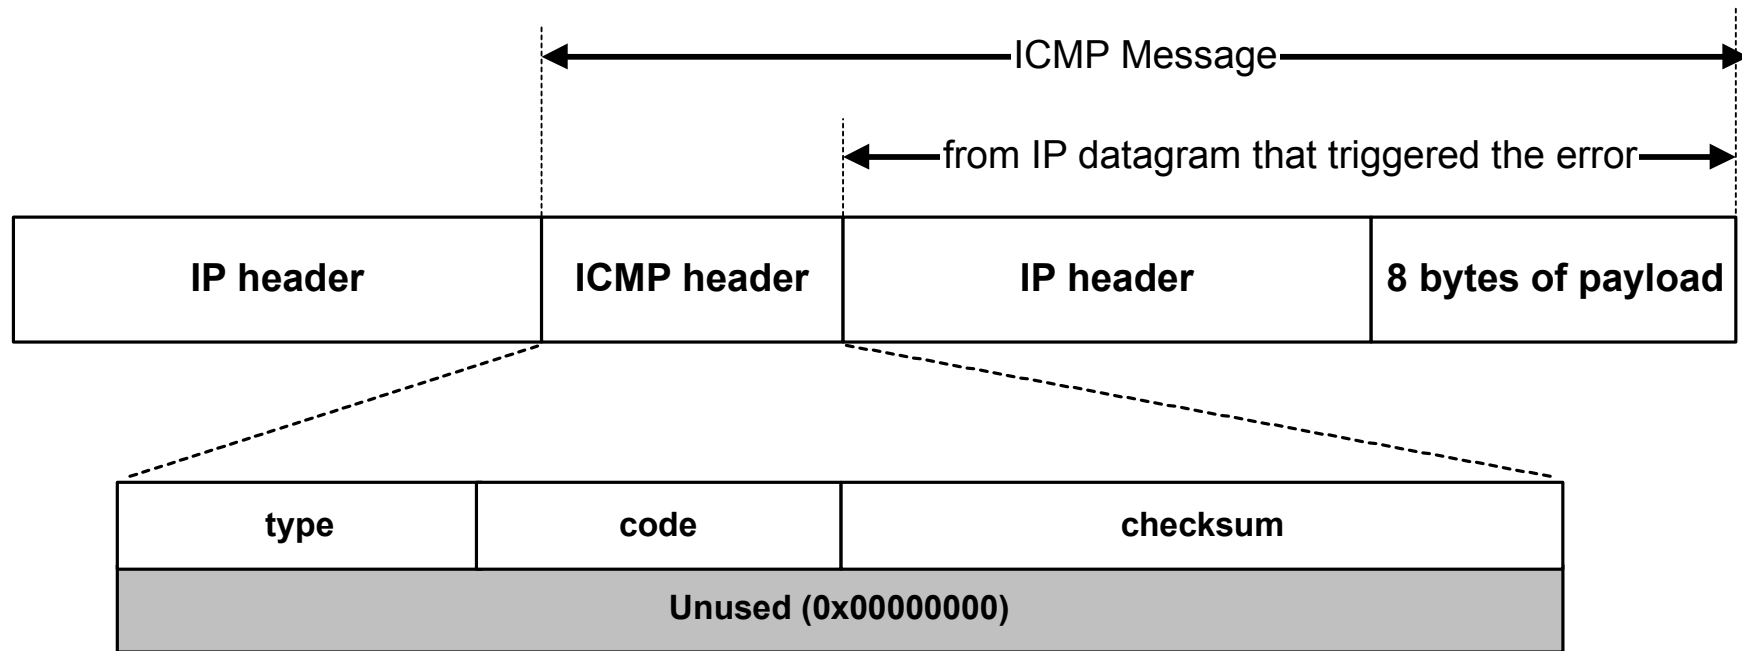 ICMP Message
from IP datagram that triggered the error
IP header
ICMP header
IP header
8 bytes of payload
type
code
checksum
Unused (0x00000000)